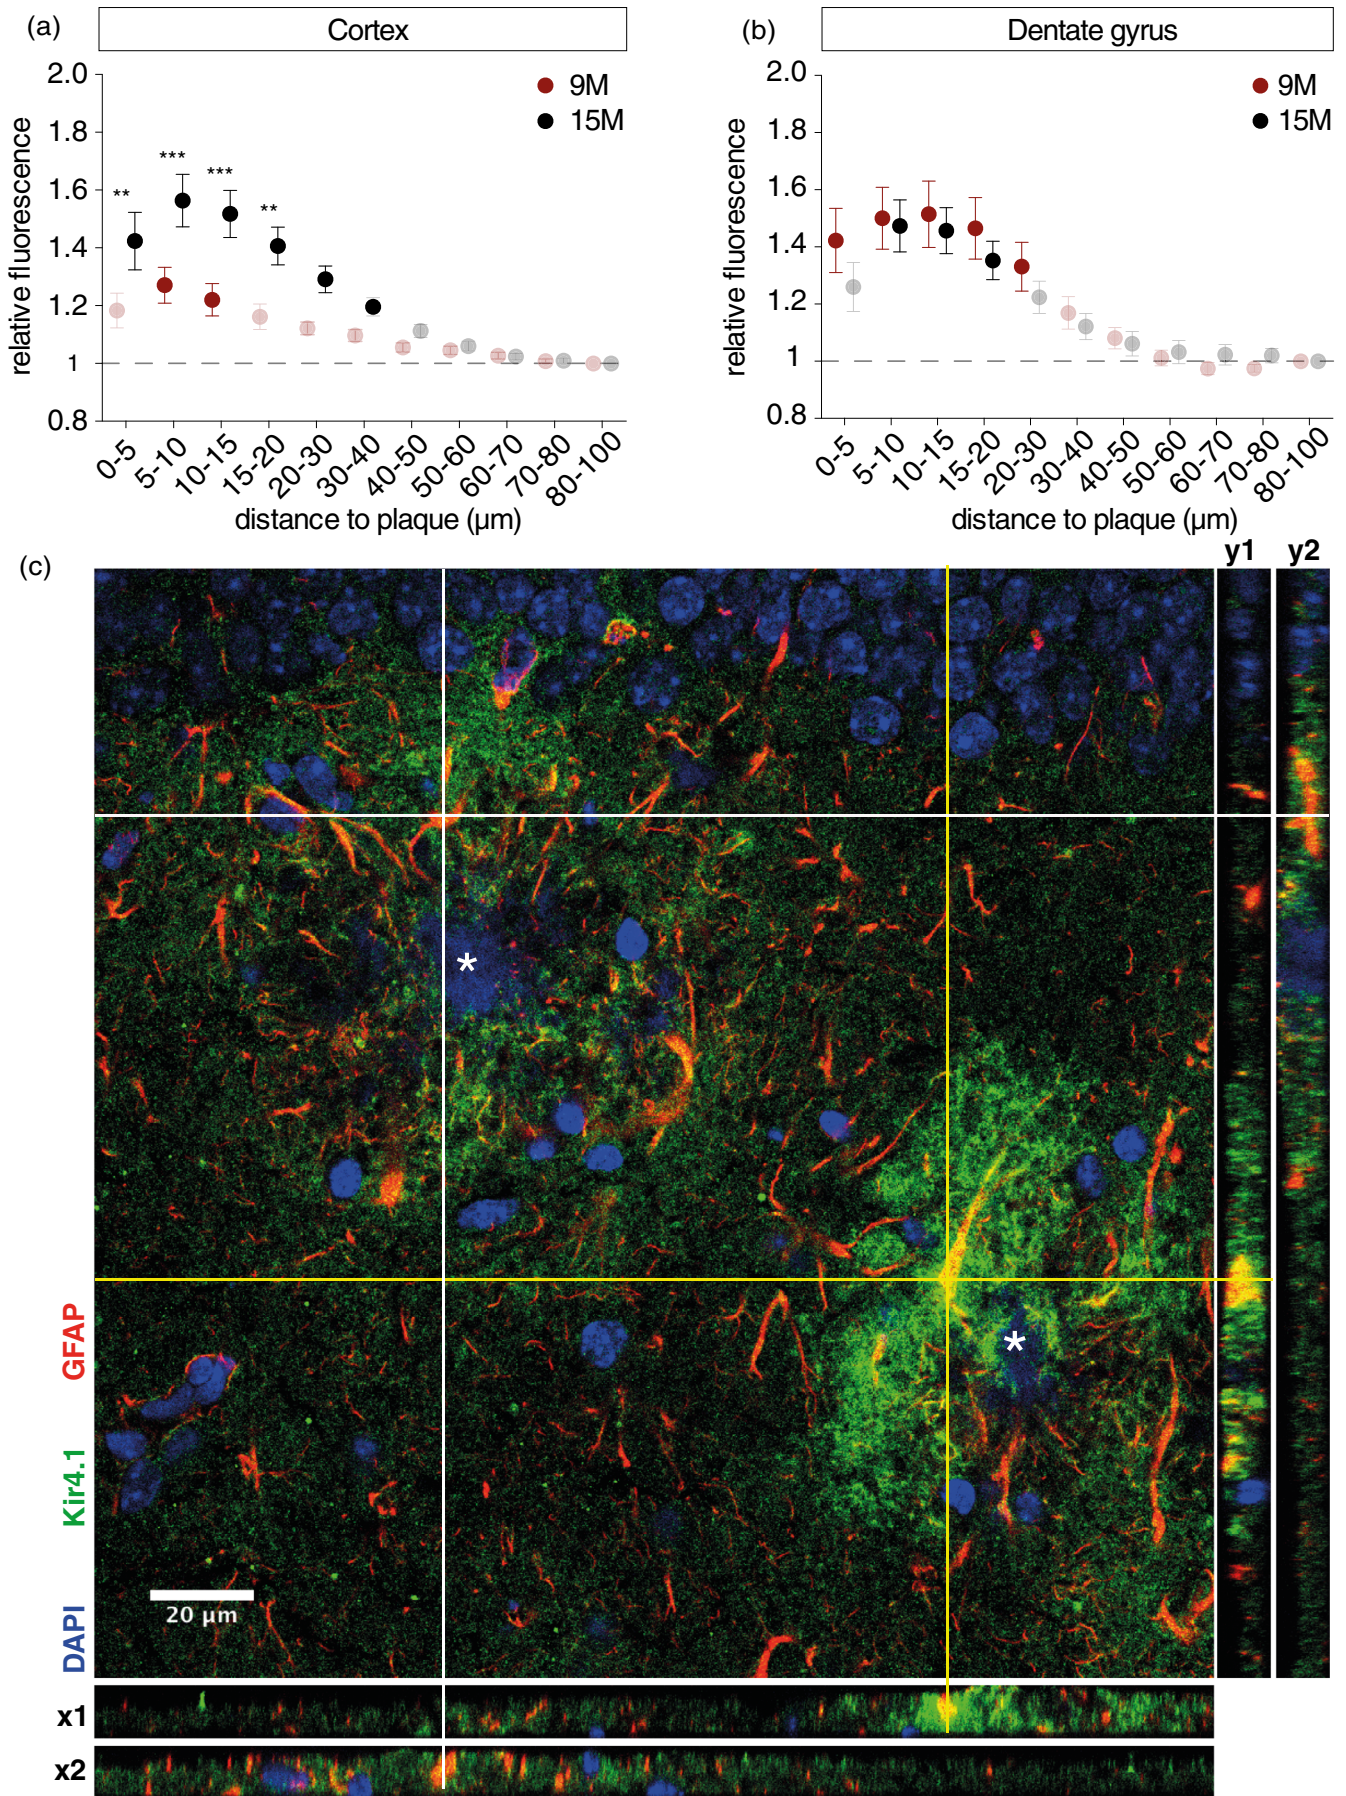 (a)
Cortex
2.0
1.8
1.6
1.4
1.2
1
0.8
relative fluorescence
9M
15M
**
***
***
**
0-5
5-10
10-15
15-20
20-30
30-40
40-50
50-60
60-70
70-80
80-100
distance to plaque (µm)
(b)
Dentate gyrus
2.0
1.8
1.6
1.4
1.2
1
0.8
relative fluorescence
9M
15M
0-5
5-10
10-15
15-20
20-30
30-40
40-50
50-60
60-70
70-80
80-100
distance to plaque (µm)
(c)
y1
y2
*
*
GFAP
Kir4.1
DAPI
20 µm
x1
x2